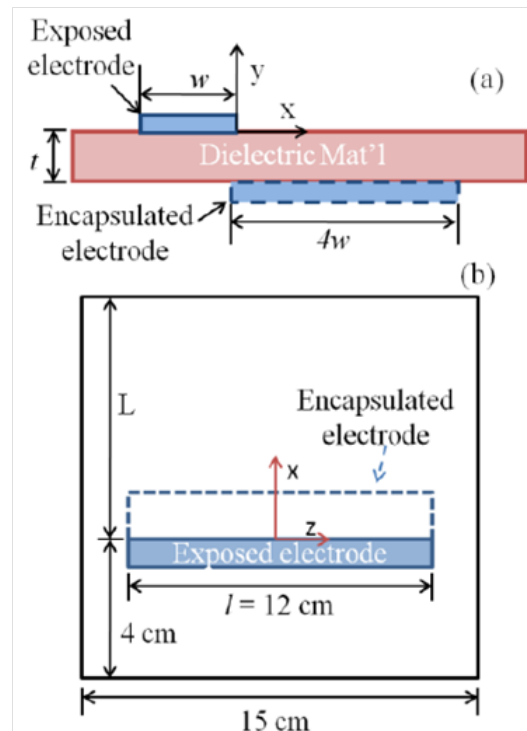 Exposed
electrode
w
y
(a)
x
t
Dielectric Mat'l
Encapsulated
electrode
4w
(b)
L
Encapsulated
electrode
x
z
Exposed electrode
l = 12 cm
4 cm
15 cm